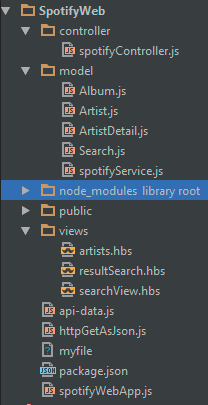 SpotifyWeb
controller
spotifyController.js
model
Album.js
Artist.js
ArtistDetail.js
Search.js
spotifyService.js
node_modules library root
public
views
artists.hbs
resultSearch.hbs
searchView.hbs
api-data.js
httpGetAsJson.js
myfile
package.json
spotifyWebApp.js